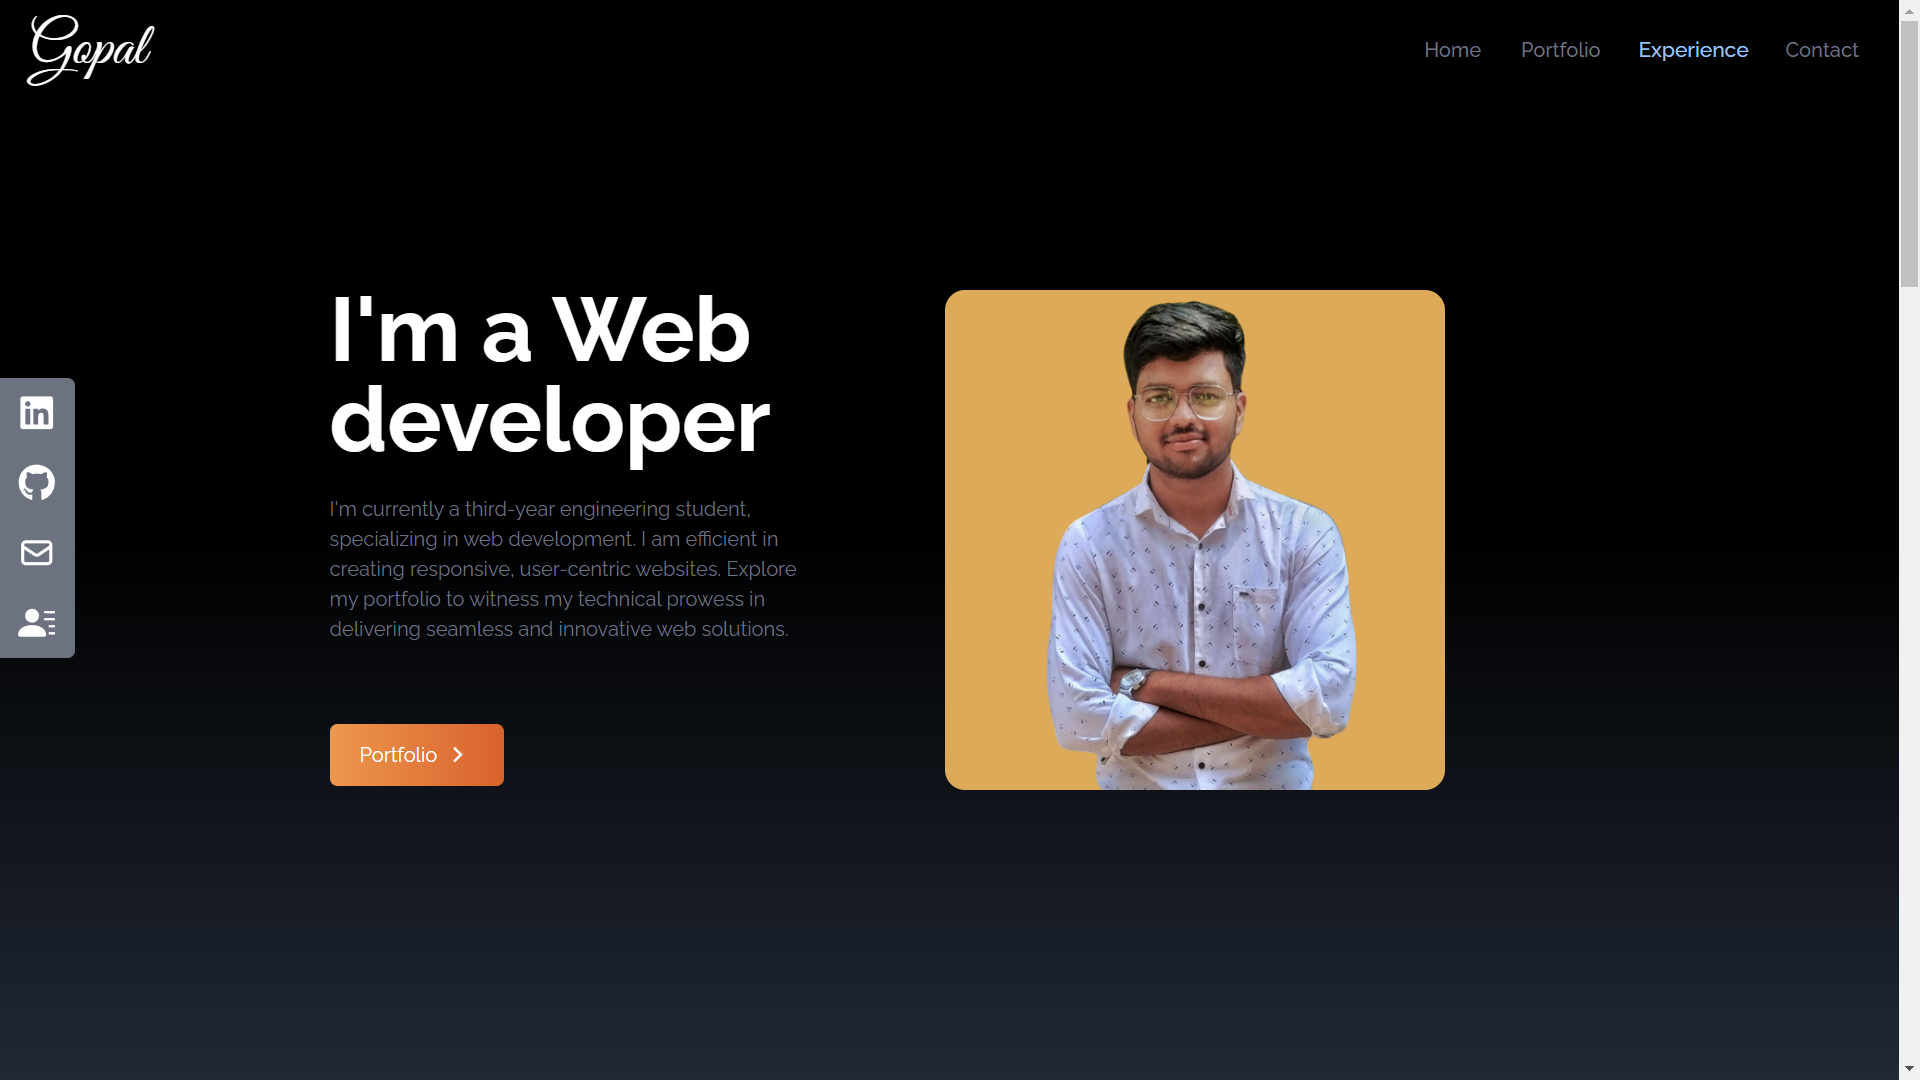 Gopal
Home Portfolio Experience Contact
I'm a Web
developer
I'm currently a third-year engineering student,
specializing in web development. I am efficient in
creating responsive, user-centric websites. Explore
my portfolio to witness my technical prowess in
delivering seamless and innovative web solutions.
Portfolio
in